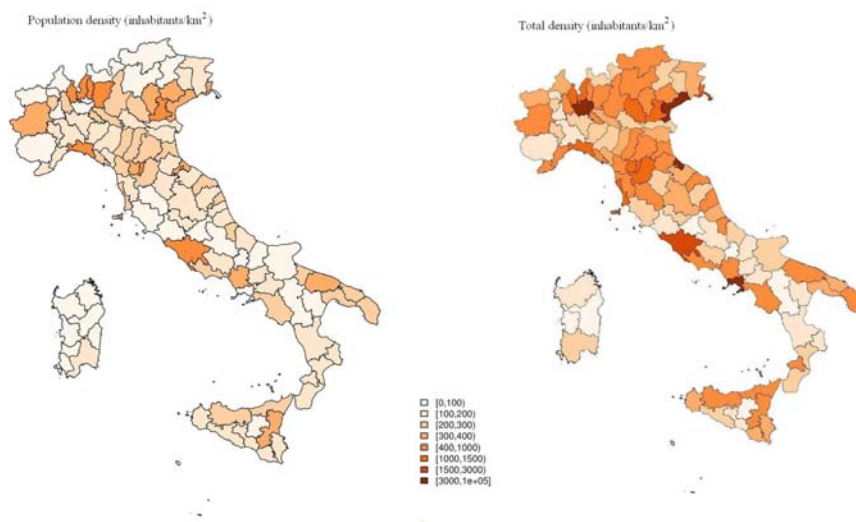 Population density (inhabitants/km²)
Total density (inhabitants/km²)
[0,100)
[100,200)
[200,300)
[300,400)
[400,1000)
[1000,1500)
[1500,3000)
[3000,1e+05]